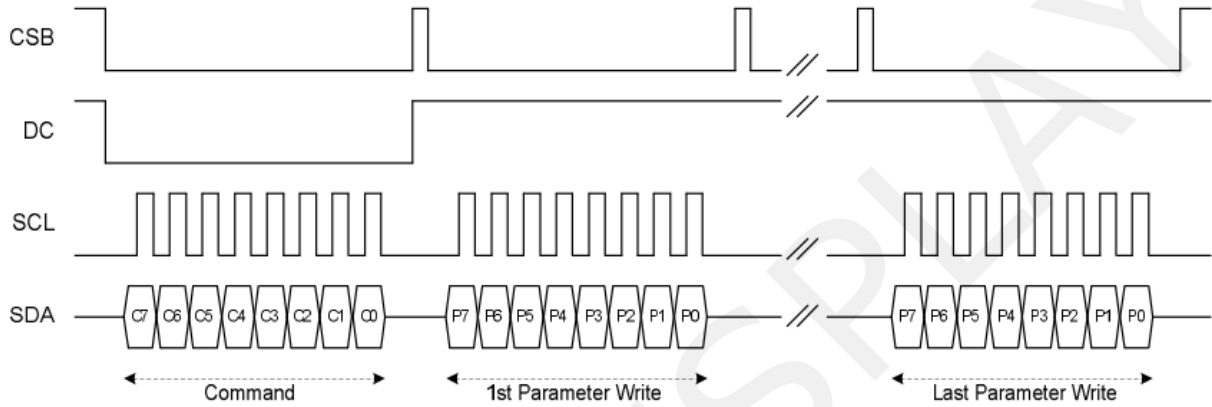 CSB
DC
SCL
SDA C7 C6 C5 C4 C3 C2 C1 C0 P7 P6 P5 P4 P3 P2 P1 P0 P7 P6 P5 P4 P3 P2 P1 P0
Command 1st Parameter Write Last Parameter Write
SPLAY